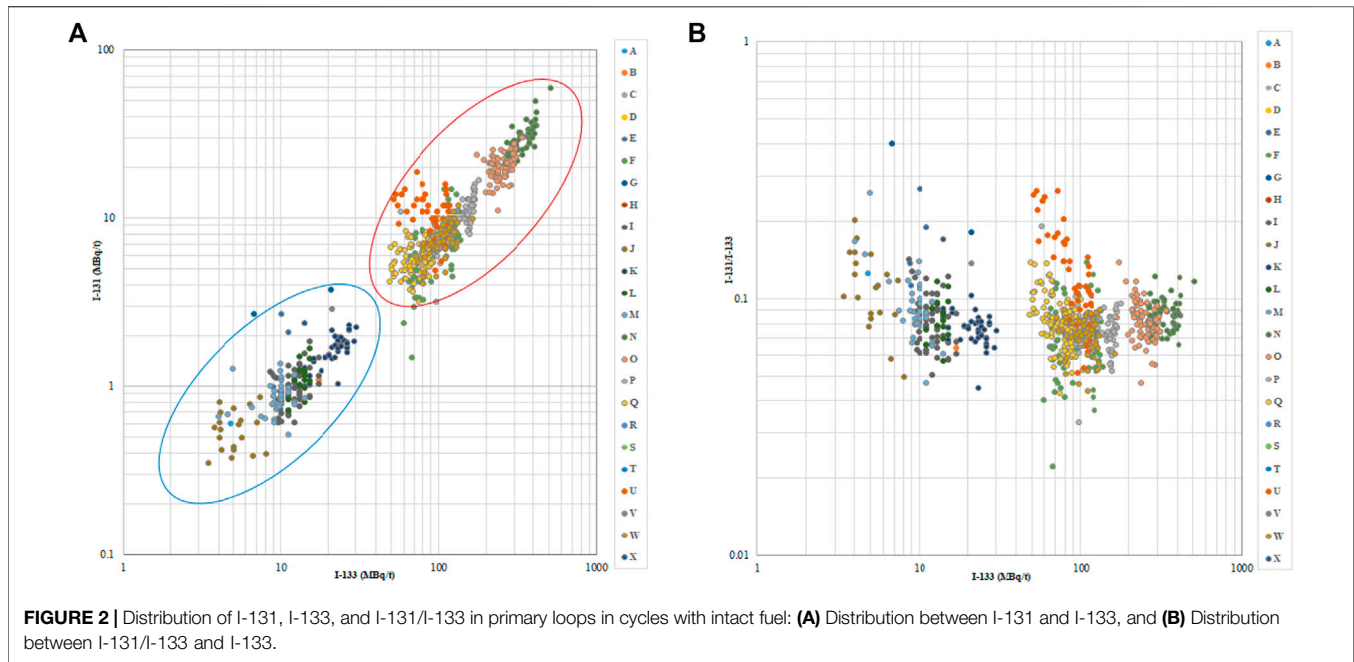 A
100
10
1
0.1
I-131 (MBq/t)
1
10
100
1000
I-133 (MBq/t)
A
B
C
D
E
F
G
H
I
J
K
L
M
N
O
P
Q
R
S
T
U
V
W
X
B
1
0.1
0.01
I-131/I-133
1
10
100
1000
I-133 (MBq/t)
A
B
C
D
E
F
G
H
I
J
K
L
M
N
O
P
Q
R
S
T
U
V
W
X
FIGURE 2 | Distribution of I-131, I-133, and I-131/I-133 in primary loops in cycles with intact fuel: (A) Distribution between I-131 and I-133, and (B) Distribution
between I-131/I-133 and I-133.